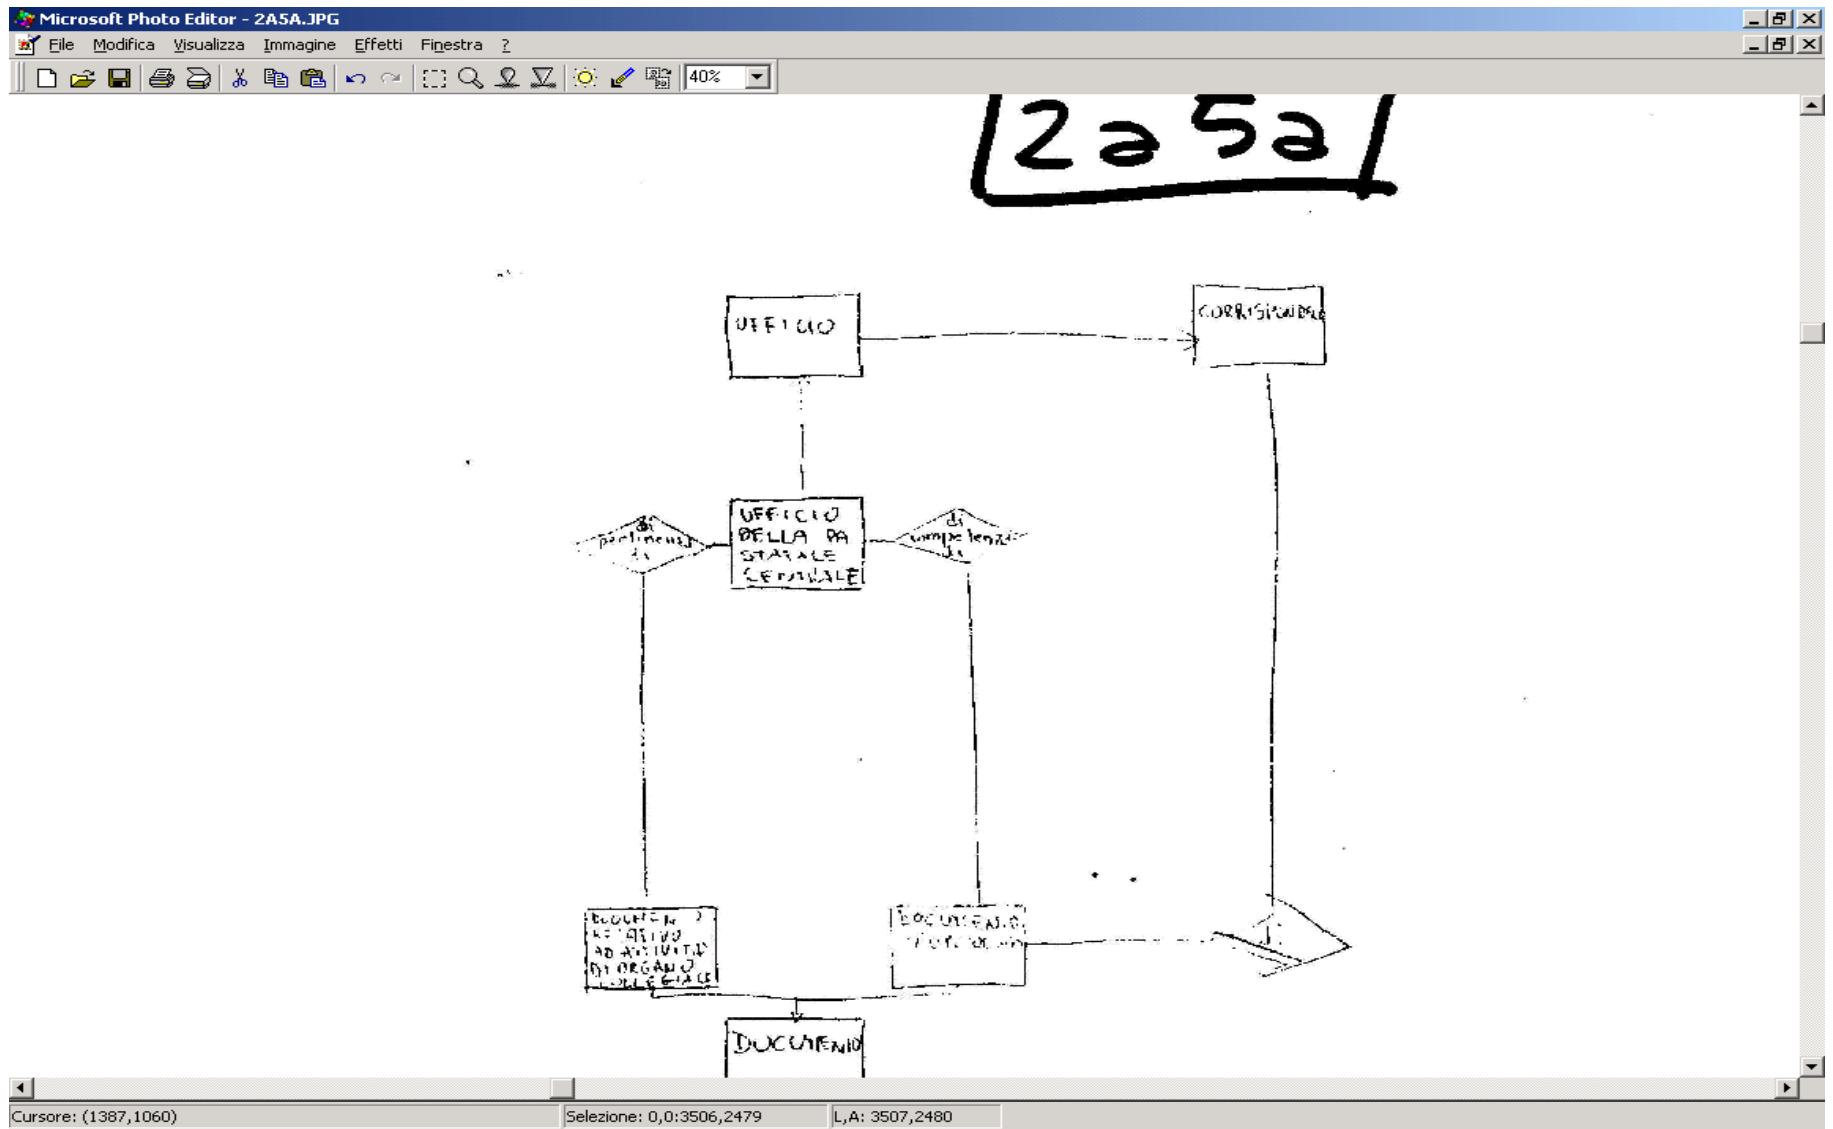 Microsoft Photo Editor - 2A5A.JPG
File Modifica Visualizza Immagine Effetti Finestra ?
40%
2a5a
UFFICIO
CORRISPONDE
UFFICIO
DELLA PA
STATALE
CENTRALE
di
pertinenza
di
di
competenza
di
DOCUMEN
RELATIVO
AD ATTIVITÀ
DI ORGANO
COLLEGIALE
DOCUMENTO
di
DOCUMENTO
Cursore: (1387,1060)
Selezione: 0,0:3506,2479
L,A: 3507,2480